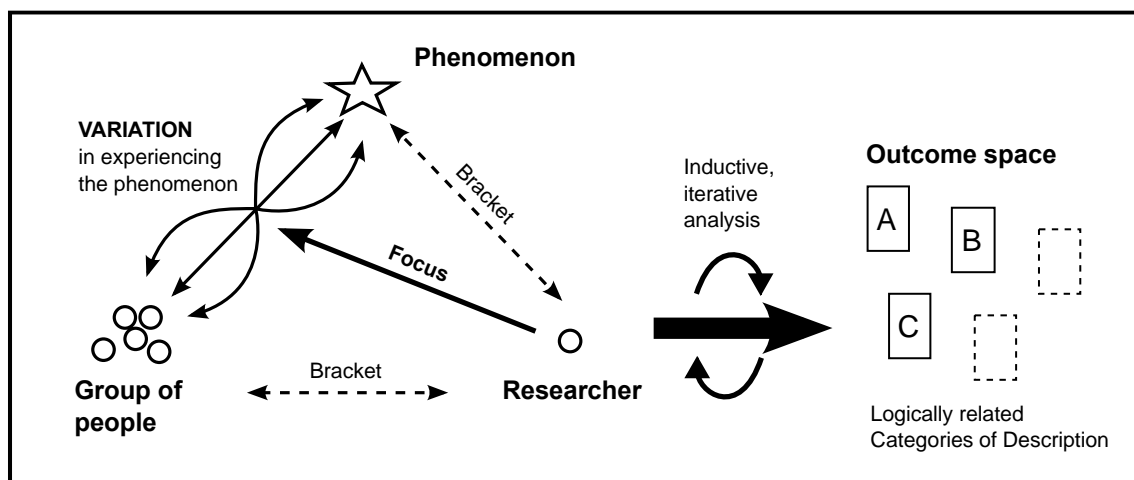 Phenomenon
VARIATION
in experiencing
the phenomenon
Bracket
Focus
Group of
people
Bracket
Researcher
Inductive,
iterative
analysis
Outcome space
A
B
C
Logically related
Categories of Description